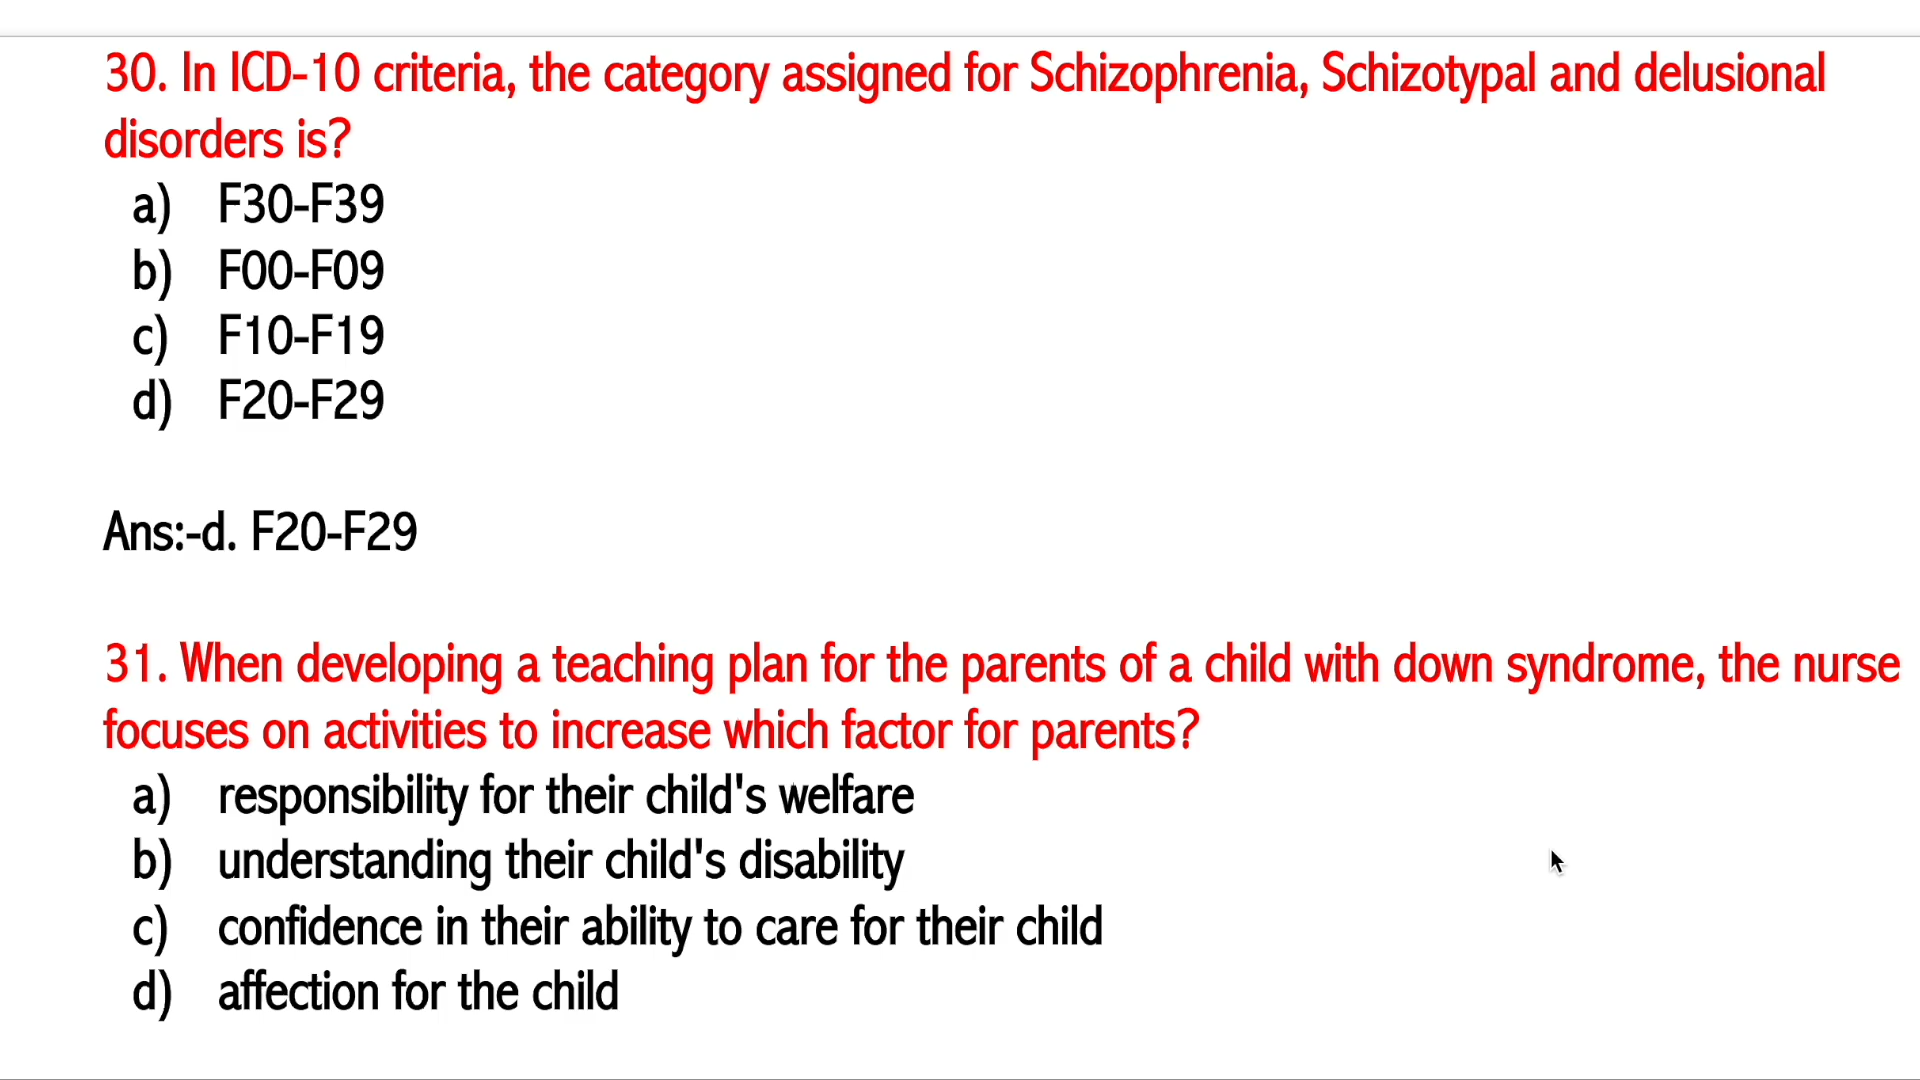 30. In ICD-10 criteria, the category assigned for Schizophrenia, Schizotypal and delusional
disorders is?
a) F30-F39
b) F00-F09
c) F10-F19
d) F20-F29
Ans:-d. F20-F29
31. When developing a teaching plan for the parents of a child with down syndrome, the nurse
focuses on activities to increase which factor for parents?
a) responsibility for their child's welfare
b) understanding their child's disability
c) confidence in their ability to care for their child
d) affection for the child